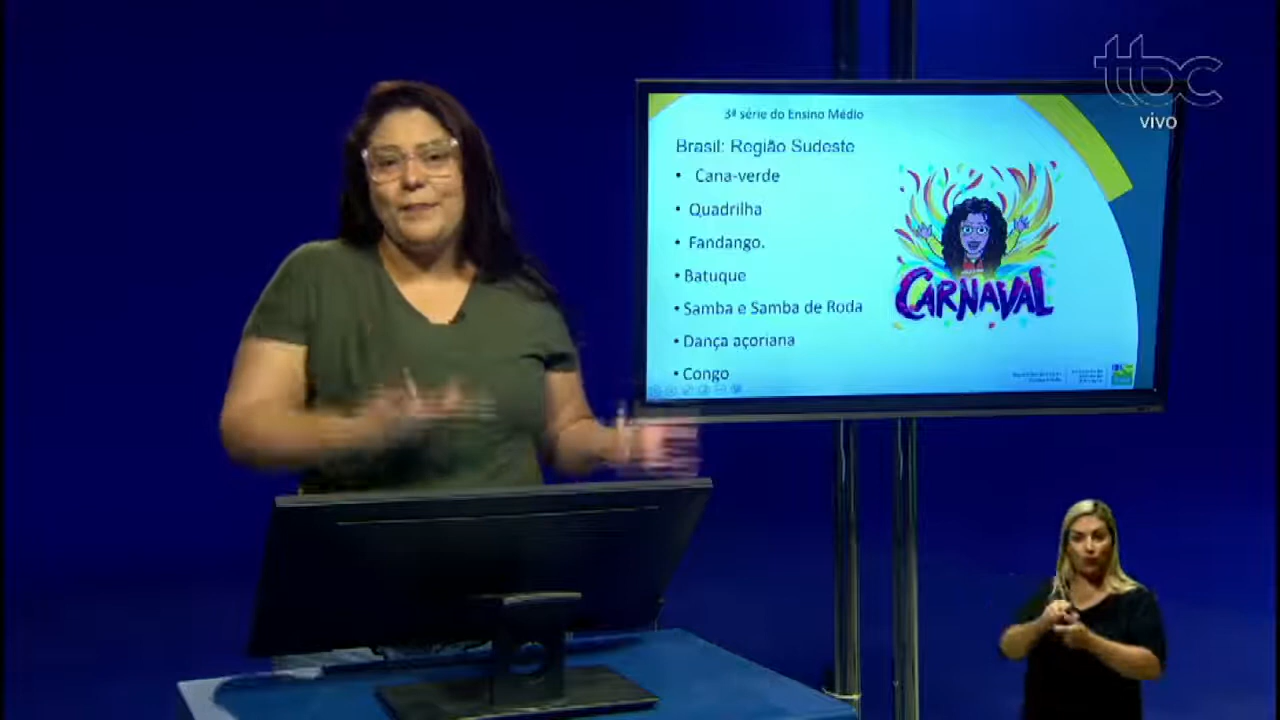 tbc
vivo
3ª série do Ensino Médio
Brasil: Região Sudeste
• Cana-verde
• Quadrilha
• Fandango.
• Batuque
• Samba e Samba de Roda
• Dança açoriana
• Congo
CARNAVAL